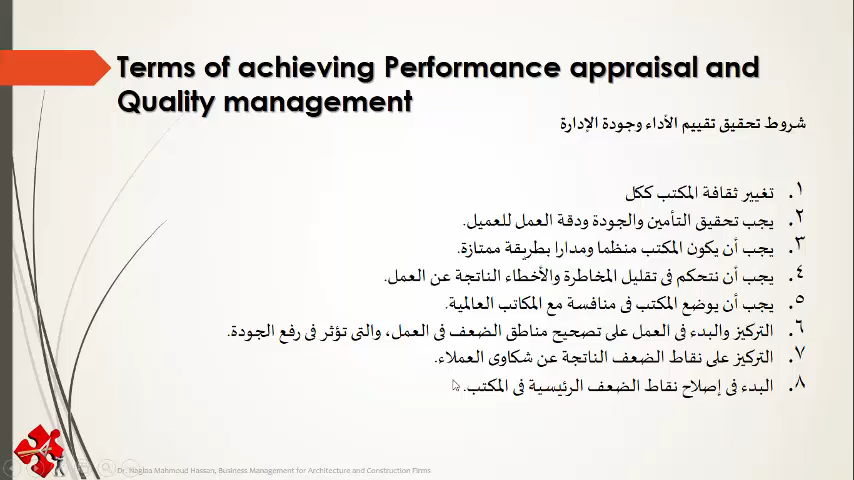 Terms of achieving Performance appraisal and
Quality management
شروط تحقيق تقييم الأداء وجودة الإدارة
١. تغيير ثقافة المكتب ككل
٢. يجب تحقيق التأمين والجودة ودقة العمل للعميل.
٣. يجب أن يكون المكتب منظما ومدارا بطريقة ممتازة.
٤. يجب أن نتحكم فى تقليل المخاطرة والأخطاء الناتجة عن العمل.
٥. يجب أن يوضع المكتب فى منافسة مع المكاتب العالمية.
٦. التركيز والبدء فى العمل على تصحيح مناطق الضعف فى العمل، والتى تؤثر فى رفع الجودة.
٧. التركيز على نقاط الضعف الناتجة عن شكاوى العملاء.
٨. البدء فى إصلاح نقاط الضعف الرئيسية فى المكتب.
Dr. Naglaa Mahmoud Hassan, Business Management for Architecture and Construction Firms